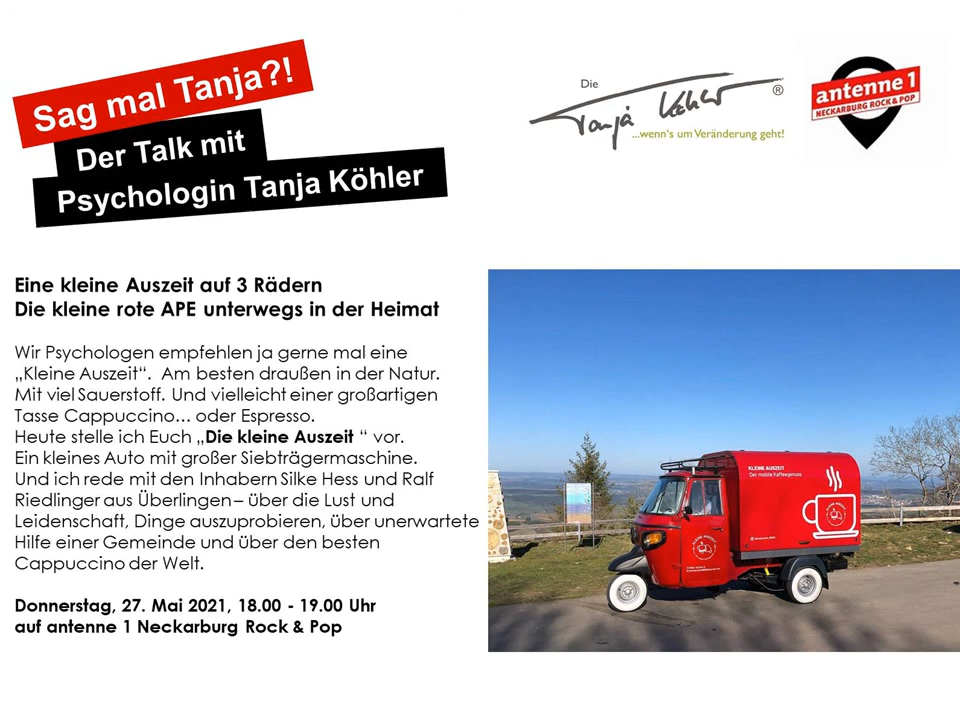 Sag mal Tanja?!
Der Talk mit
Psychologin Tanja Köhler
Die
Tanja Köhler
®
...wenn's um Veränderung geht!
antenne 1
NECKARBURG ROCK & POP
Eine kleine Auszeit auf 3 Rädern
Die kleine rote APE unterwegs in der Heimat
Wir Psychologen empfehlen ja gerne mal eine
„Kleine Auszeit“. Am besten draußen in der Natur.
Mit viel Sauerstoff. Und vielleicht einer großartigen
Tasse Cappuccino… oder Espresso.
Heute stelle ich Euch „Die kleine Auszeit “ vor.
Ein kleines Auto mit großer Siebträgermaschine.
Und ich rede mit den Inhabern Silke Hess und Ralf
Riedlinger aus Überlingen – über die Lust und
Leidenschaft, Dinge auszuprobieren, über unerwartete
Hilfe einer Gemeinde und über den besten
Cappuccino der Welt.
Donnerstag, 27. Mai 2021, 18.00 - 19.00 Uhr
auf antenne 1 Neckarburg Rock & Pop
KLEINE AUSZEIT
Der mobile Kaffeegenuss
KLEINE AUSZEIT